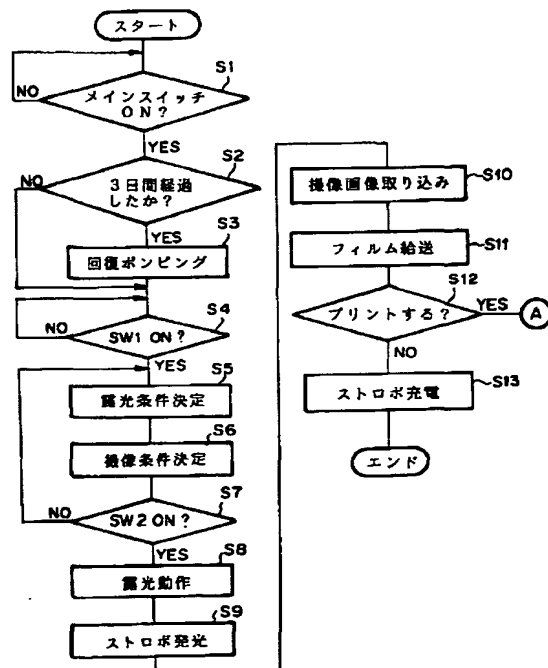 スタート
S1
メインスイッチ
ON?
NO
YES
S2
3日間経過
したか?
NO
YES
S3
回復ポンピング
S4
SW1 ON?
NO
YES
S5
露光条件決定
S6
撮像条件決定
S7
SW2 ON?
NO
YES
S8
露光動作
S9
ストロボ発光
撮像画像取り込み
S10
フィルム給送
S11
S12
プリントする?
YES
A
NO
ストロボ充電
S13
エンド